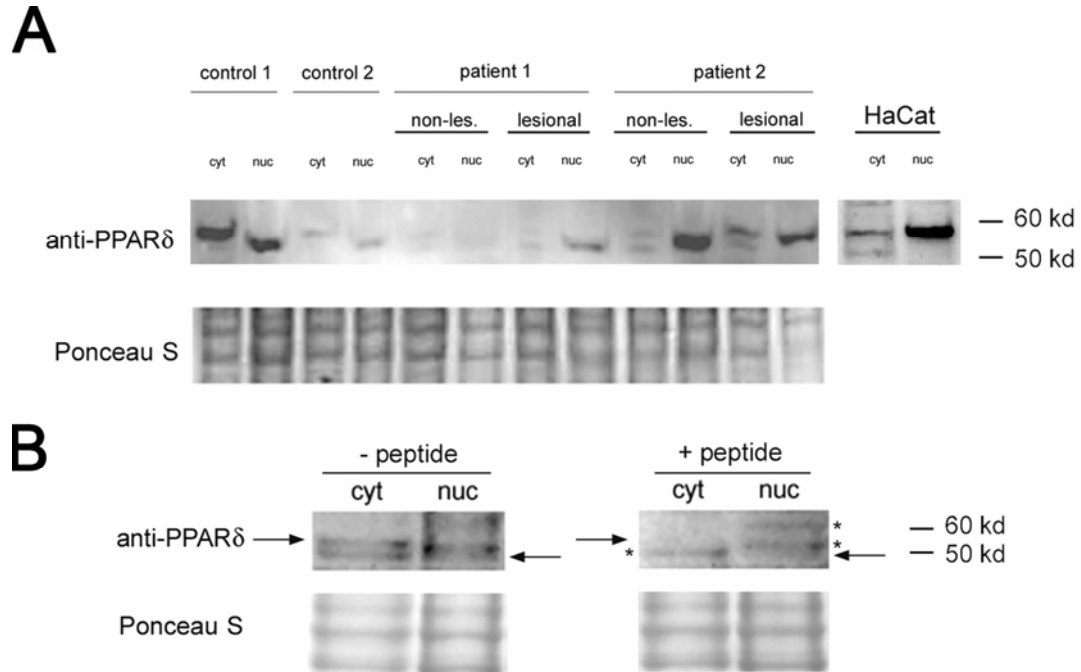 A
control 1 control 2 patient 1 patient 2
non-les. lesional non-les. lesional HaCat
cyt nuc cyt nuc cyt nuc cyt nuc cyt nuc cyt nuc cyt nuc
anti-PPARδ
60 kd
50 kd
Ponceau S
B
- peptide + peptide
cyt nuc cyt nuc
anti-PPARδ * * * 60 kd
50 kd
Ponceau S